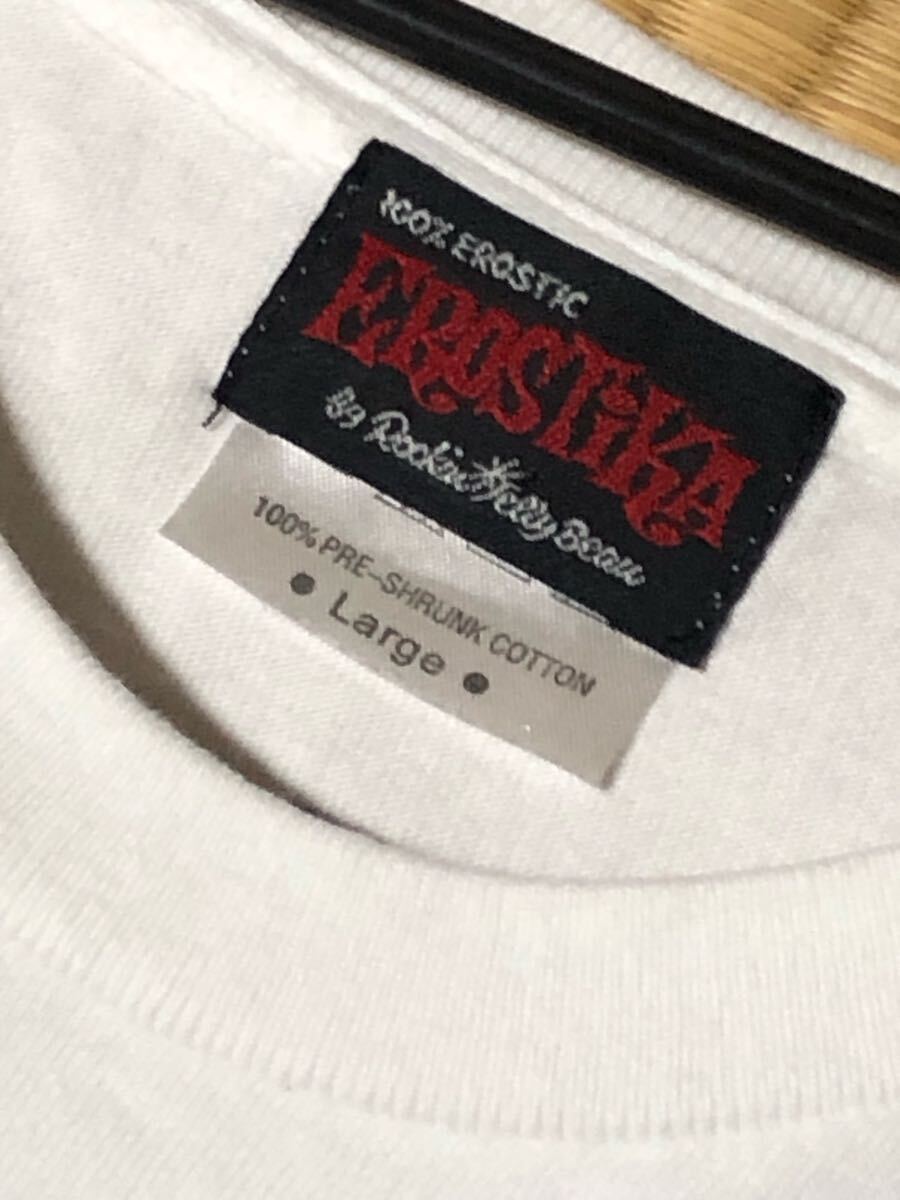 100% EROSTIC
EROSTiKA
by Rockin'Jelly Bean
100% PRE-SHRUNK COTTON
• Large •